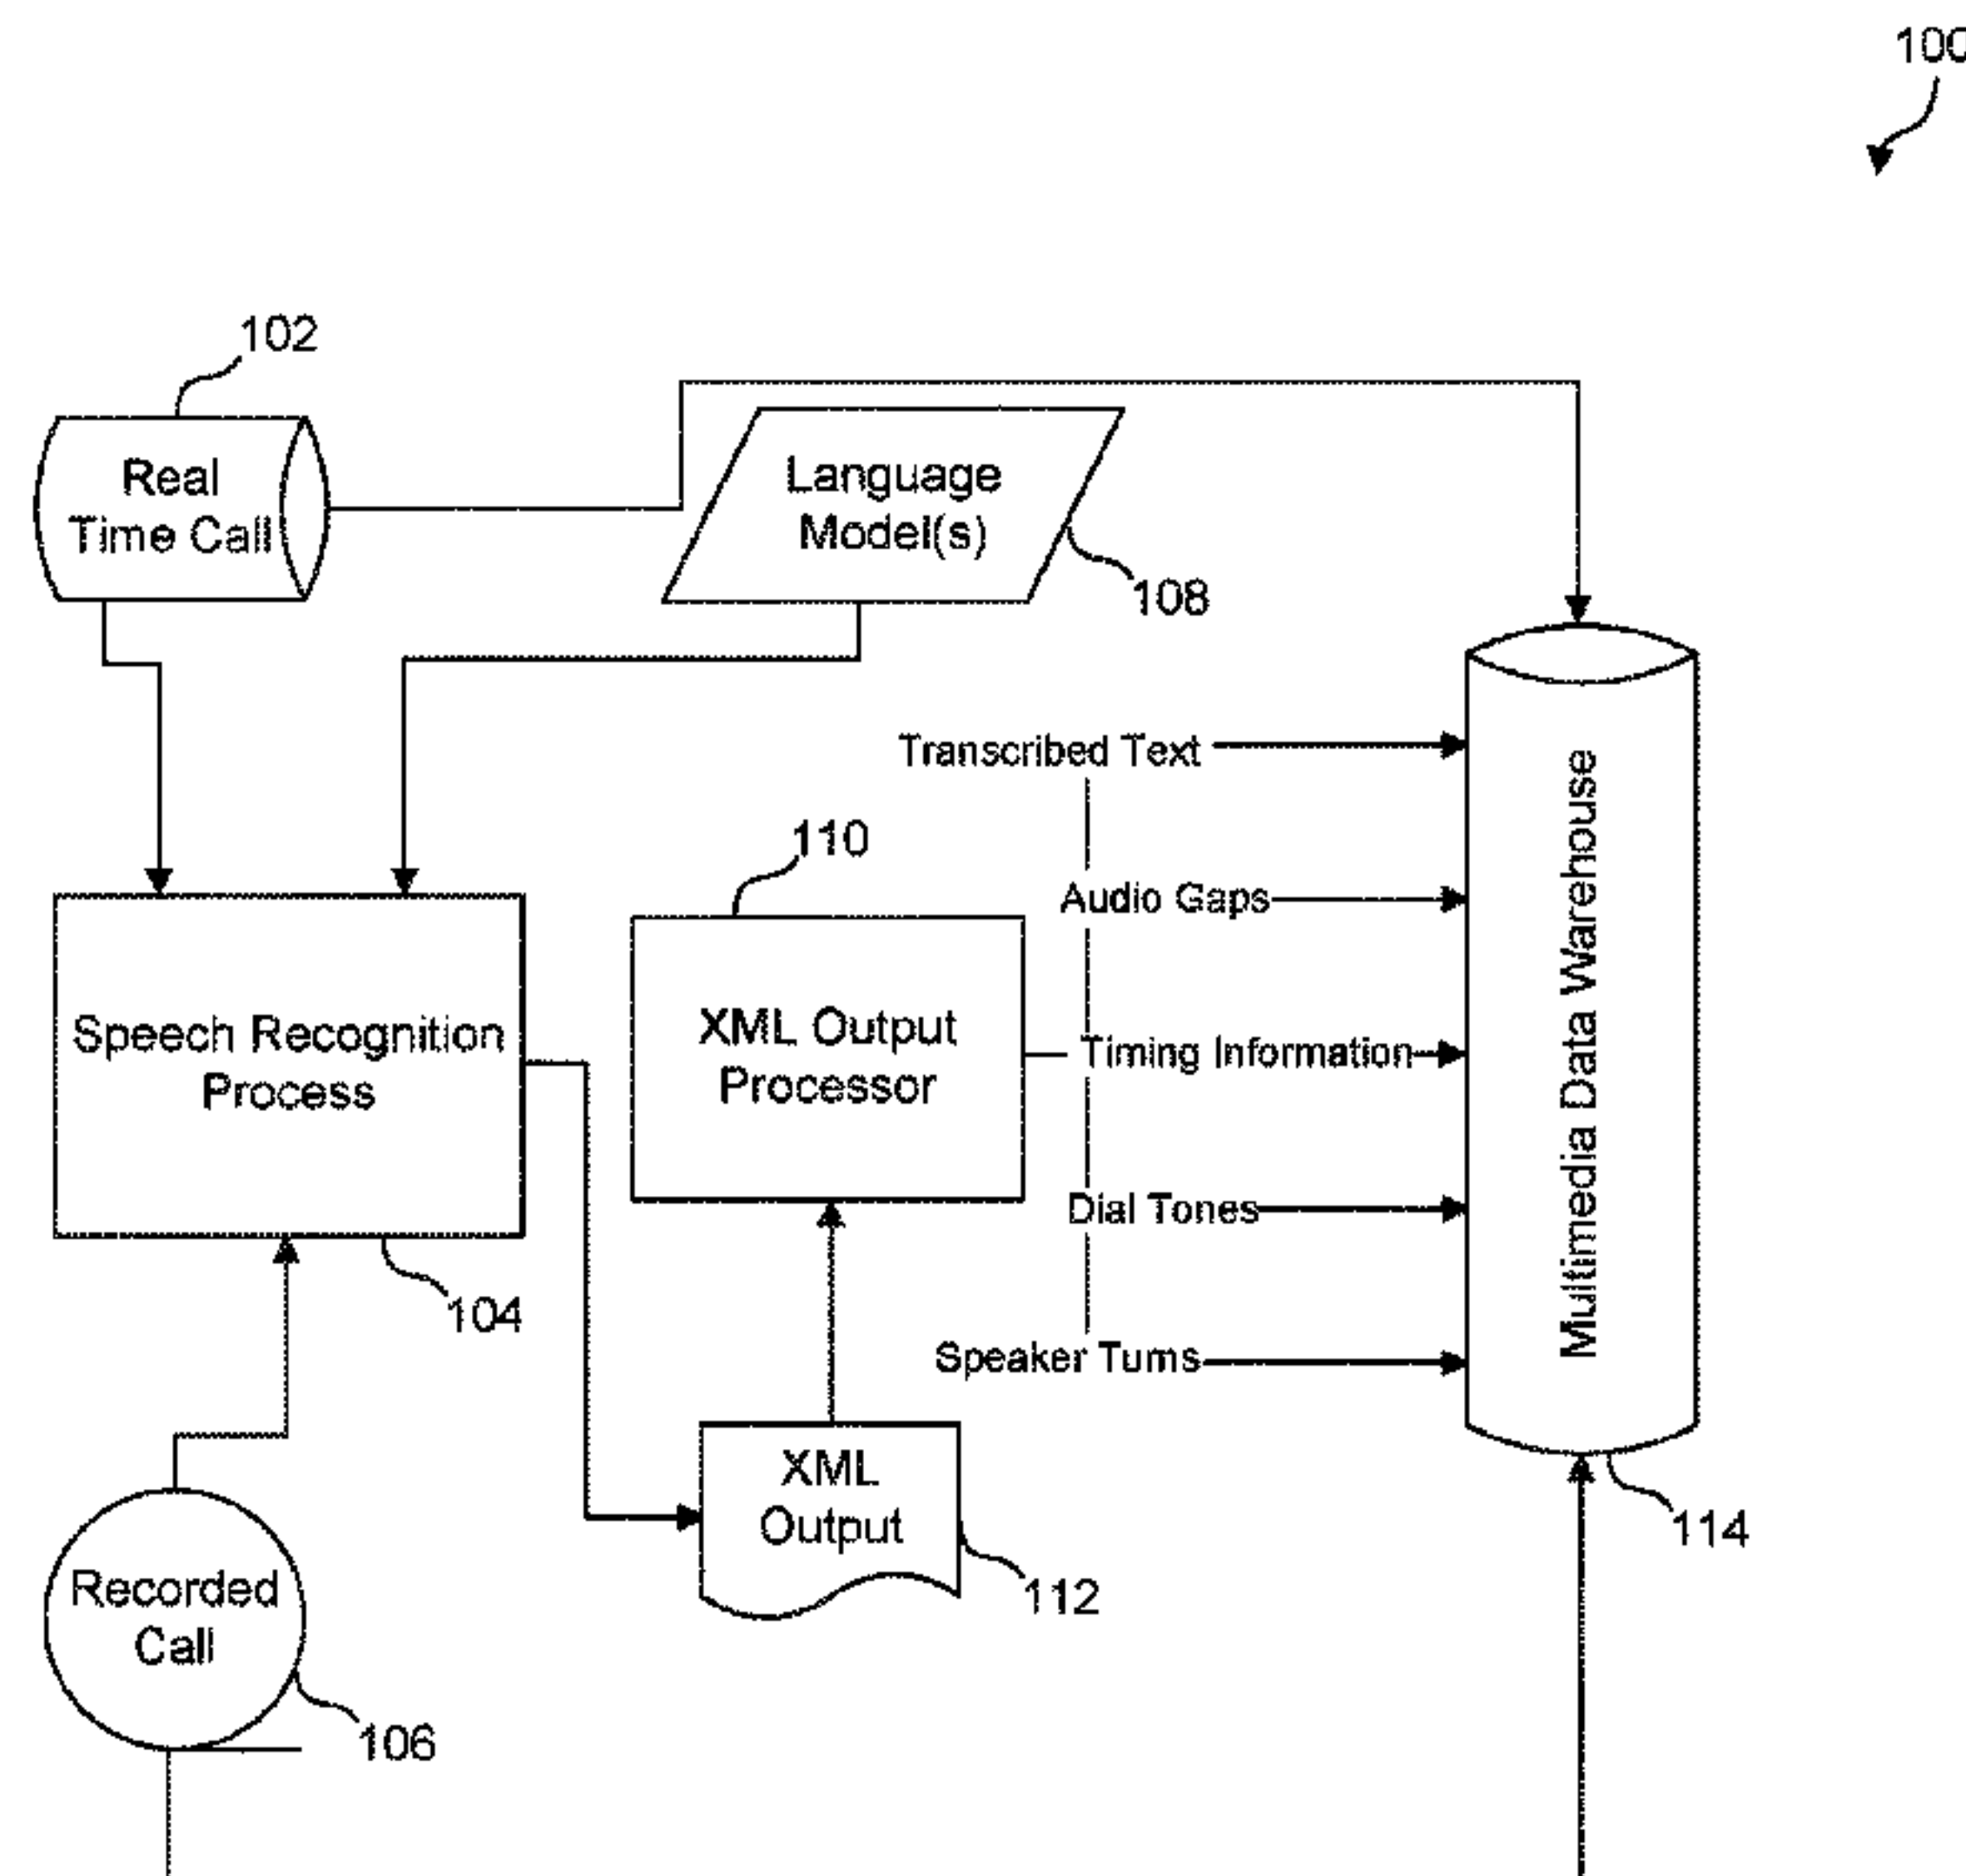 100
102
Real
Time Call
Language
Model(s)
108
Transcribed Text
110
Audio Gaps
XML Output
Processor
Speech Recognition
Process
Timing Information
Multimedia Data Warehouse
Dial Tones
104
Speaker Turns
XML
Output
114
112
Recorded
Call
106